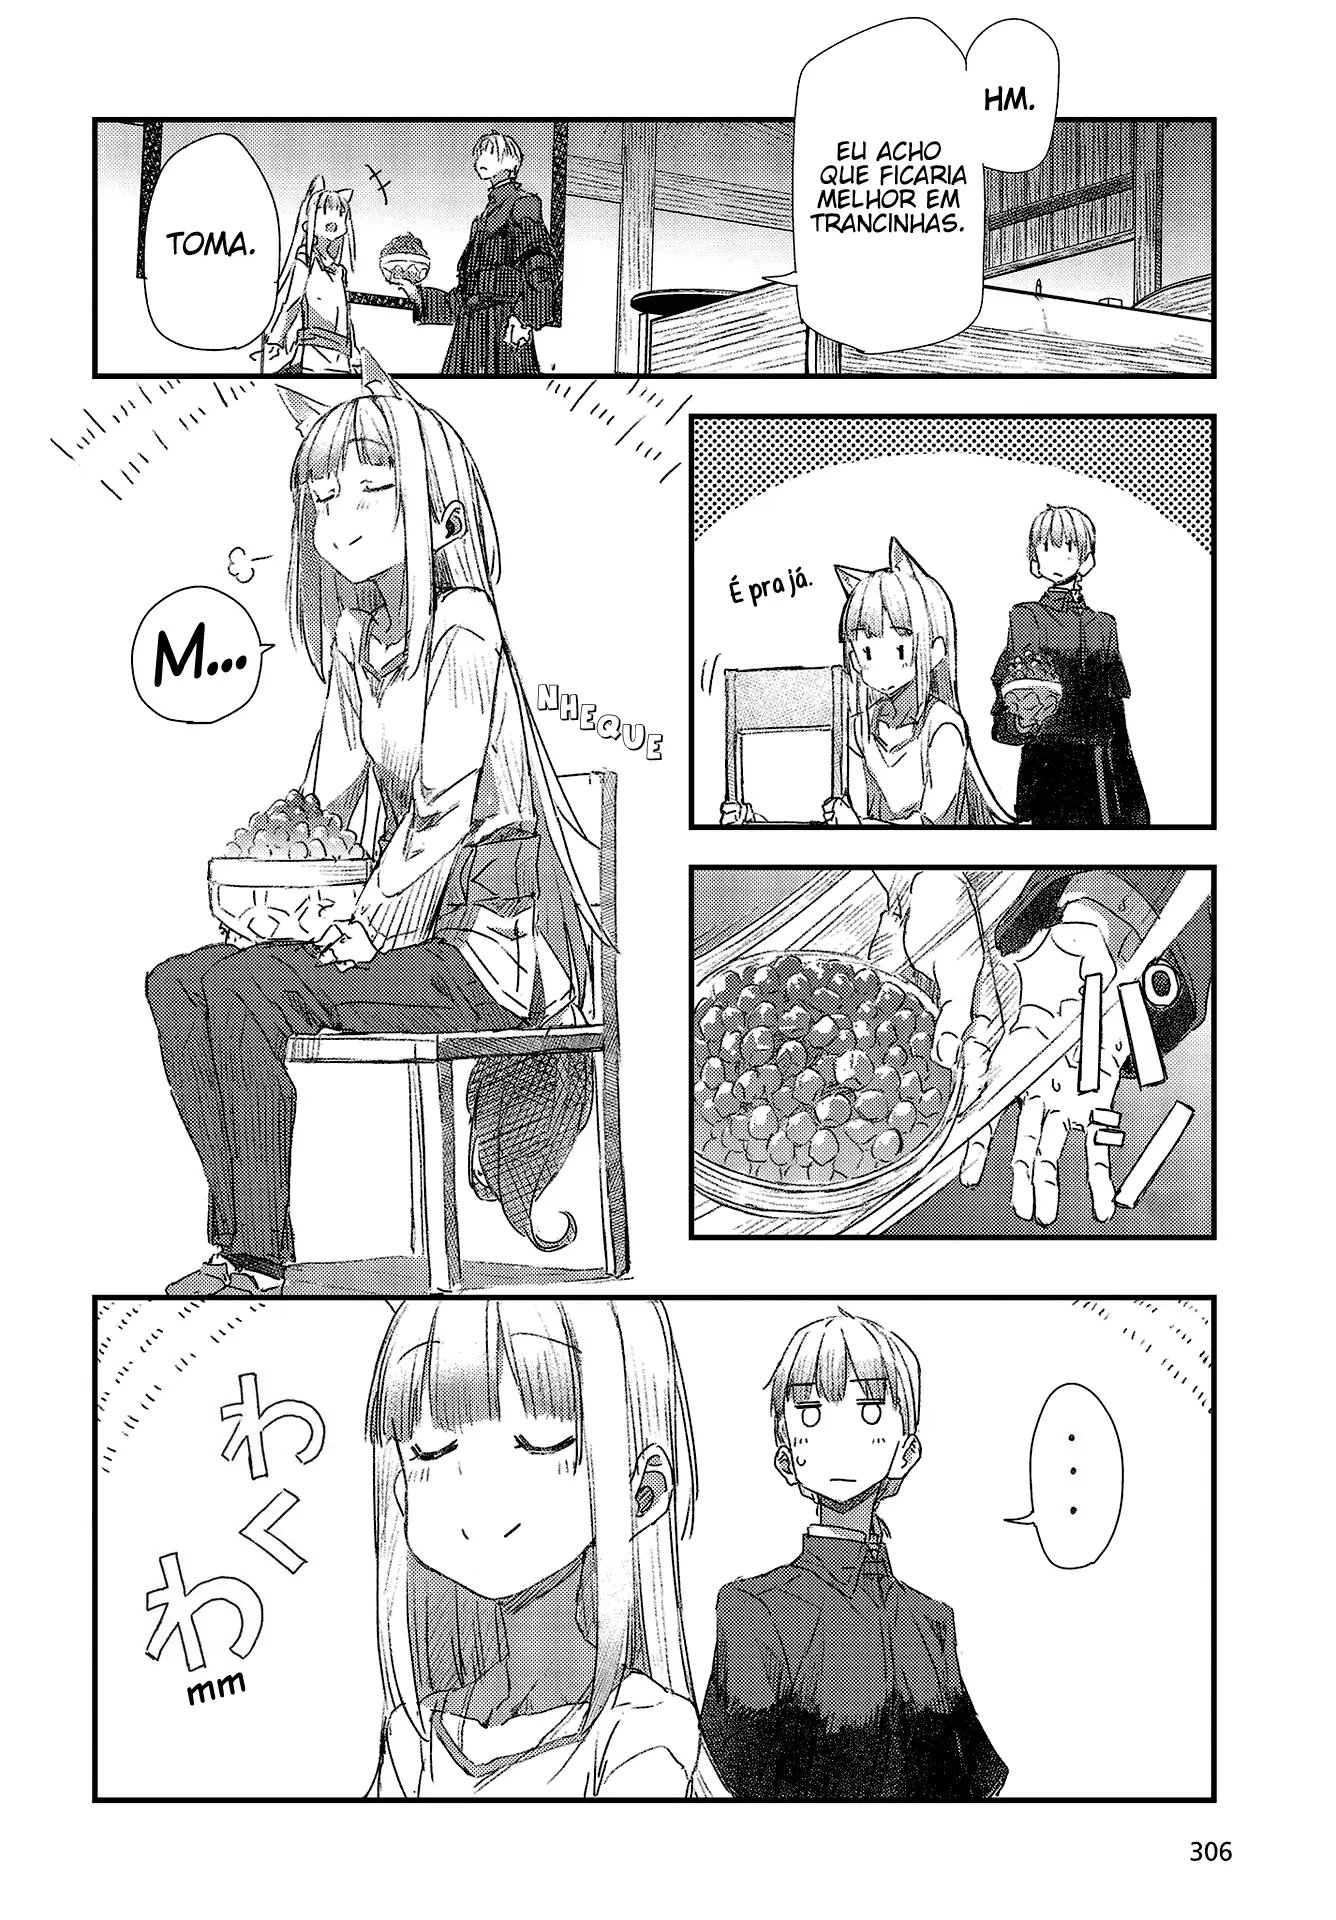 HM.
EU ACHO
QUE FICARIA
MELHOR EM
TRANCINHAS.
TOMA.
É pra já.
M...
NHEQUE
...
わくわく
mm
306